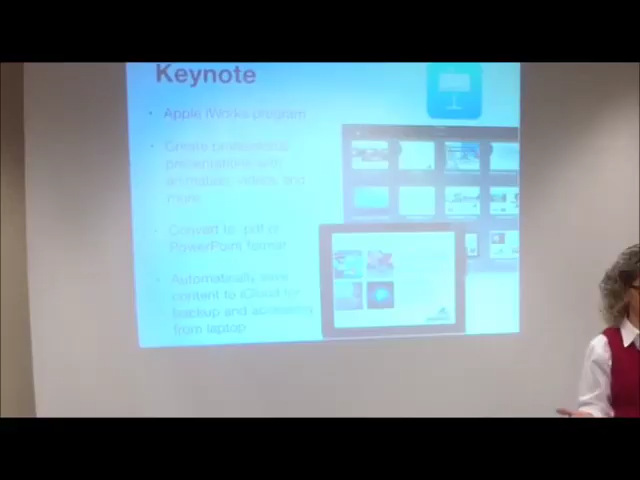 Keynote
• Apple iWorks program
• Create professional
presentations with
animation, videos, and
more
• Convert to .pdf or
PowerPoint format
• Automatically save
content to iCloud for
backup and
from laptop